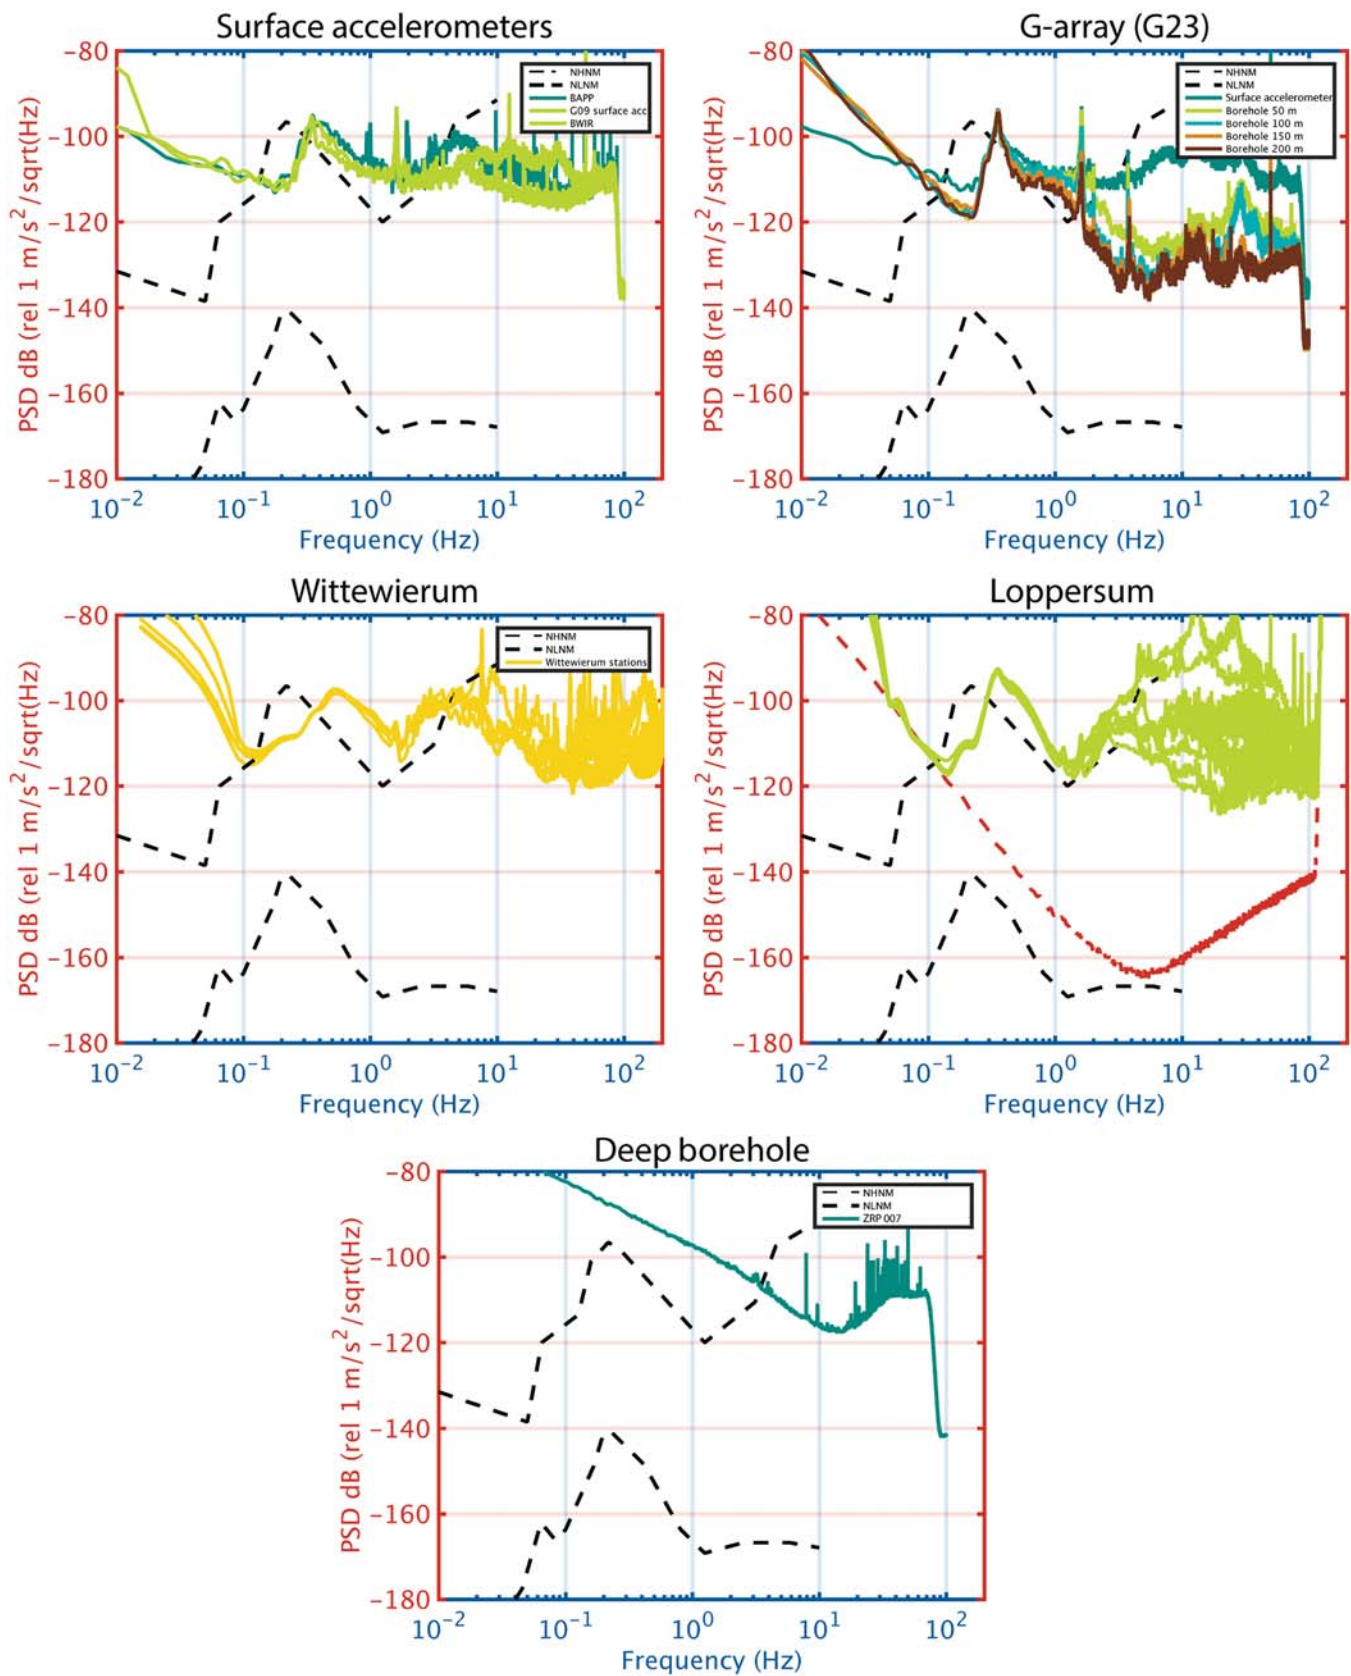 Surface accelerometers
−80
−100
−120
−140
−160
−180
PSD dB (rel 1 m/s²/sqrt(Hz)
NHNM
NLNM
BAPP
G09 surface acc
BWIR
10⁻²
10⁻¹
10⁰
10¹
10²
Frequency (Hz)
G-array (G23)
−80
−100
−120
−140
−160
−180
PSD dB (rel 1 m/s²/sqrt(Hz)
NHNM
NLNM
Surface accelerometer
Borehole 50 m
Borehole 100 m
Borehole 150 m
Borehole 200 m
10⁻²
10⁻¹
10⁰
10¹
10²
Frequency (Hz)
Wittewierum
−80
−100
−120
−140
−160
−180
PSD dB (rel 1 m/s²/sqrt(Hz)
NHNM
NLNM
Wittewierum stations
10⁻²
10⁻¹
10⁰
10¹
10²
Frequency (Hz)
Loppersum
−80
−100
−120
−140
−160
−180
PSD dB (rel 1 m/s²/sqrt(Hz)
10⁻²
10⁻¹
10⁰
10¹
10²
Frequency (Hz)
Deep borehole
−80
−100
−120
−140
−160
−180
PSD dB (rel 1 m/s²/sqrt(Hz)
NHNM
NLNM
ZRP 007
10⁻²
10⁻¹
10⁰
10¹
10²
Frequency (Hz)